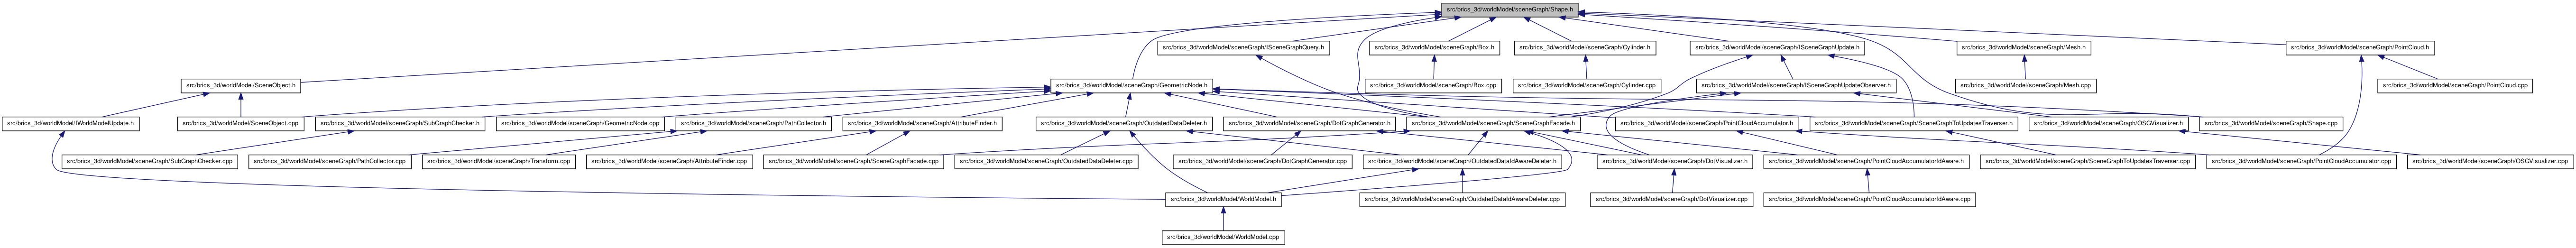 src/brics_3d/worldModel/sceneGraph/Shape.h
src/brics_3d/worldModel/sceneGraph/ISceneGraphQuery.h
src/brics_3d/worldModel/sceneGraph/Box.h
src/brics_3d/worldModel/sceneGraph/Cylinder.h
src/brics_3d/worldModel/sceneGraph/ISceneGraphUpdate.h
src/brics_3d/worldModel/sceneGraph/Mesh.h
src/brics_3d/worldModel/sceneGraph/PointCloud.h
src/brics_3d/worldModel/SceneObject.h
src/brics_3d/worldModel/sceneGraph/GeometricNode.h
src/brics_3d/worldModel/sceneGraph/Box.cpp
src/brics_3d/worldModel/sceneGraph/Cylinder.cpp
src/brics_3d/worldModel/sceneGraph/ISceneGraphUpdateObserver.h
src/brics_3d/worldModel/sceneGraph/Mesh.cpp
src/brics_3d/worldModel/sceneGraph/PointCloud.cpp
src/brics_3d/worldModel/IWorldModelUpdate.h
src/brics_3d/worldModel/SceneObject.cpp
src/brics_3d/worldModel/sceneGraph/SubGraphChecker.h
src/brics_3d/worldModel/sceneGraph/GeometricNode.cpp
src/brics_3d/worldModel/sceneGraph/PathCollector.h
src/brics_3d/worldModel/sceneGraph/AttributeFinder.h
src/brics_3d/worldModel/sceneGraph/OutdatedDataDeleter.h
src/brics_3d/worldModel/sceneGraph/DotGraphGenerator.h
src/brics_3d/worldModel/sceneGraph/SceneGraphFacade.h
src/brics_3d/worldModel/sceneGraph/PointCloudAccumulator.h
src/brics_3d/worldModel/sceneGraph/SceneGraphToUpdatesTraverser.h
src/brics_3d/worldModel/sceneGraph/OSGVisualizer.h
src/brics_3d/worldModel/sceneGraph/Shape.cpp
src/brics_3d/worldModel/sceneGraph/SubGraphChecker.cpp
src/brics_3d/worldModel/sceneGraph/PathCollector.cpp
src/brics_3d/worldModel/sceneGraph/Transform.cpp
src/brics_3d/worldModel/sceneGraph/AttributeFinder.cpp
src/brics_3d/worldModel/sceneGraph/SceneGraphFacade.cpp
src/brics_3d/worldModel/sceneGraph/OutdatedDataDeleter.cpp
src/brics_3d/worldModel/sceneGraph/DotGraphGenerator.cpp
src/brics_3d/worldModel/sceneGraph/OutdatedDataIdAwareDeleter.h
src/brics_3d/worldModel/sceneGraph/DotVisualizer.h
src/brics_3d/worldModel/sceneGraph/PointCloudAccumulatorIdAware.h
src/brics_3d/worldModel/sceneGraph/SceneGraphToUpdatesTraverser.cpp
src/brics_3d/worldModel/sceneGraph/PointCloudAccumulator.cpp
src/brics_3d/worldModel/sceneGraph/OSGVisualizer.cpp
src/brics_3d/worldModel/WorldModel.h
src/brics_3d/worldModel/sceneGraph/OutdatedDataIdAwareDeleter.cpp
src/brics_3d/worldModel/sceneGraph/DotVisualizer.cpp
src/brics_3d/worldModel/sceneGraph/PointCloudAccumulatorIdAware.cpp
src/brics_3d/worldModel/WorldModel.cpp